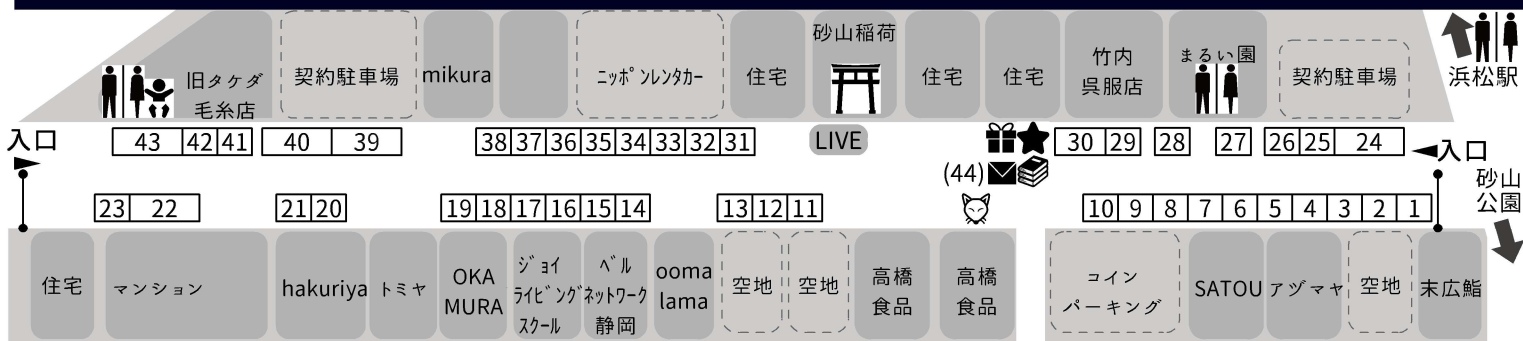 旧タケダ
毛糸店
契約駐車場
mikura
ニッポンレンタカー
住宅
砂山稲荷
住宅
住宅
竹内
呉服店
まるい園
契約駐車場
浜松駅
入口
43 42 41 40 39 38 37 36 35 34 33 32 31
LIVE
30 29 28 27 26 25 24
入口
(44)
砂山
公園
23 22 21 20 19 18 17 16 15 14 13 12 11
10 9 8 7 6 5 4 3 2 1
住宅
マンション
hakuriya
トミヤ
OKA
MURA
ジョイ
ライビング
スクール
ベル
ネットワーク
静岡
ooma
lama
空地
空地
高橋
食品
高橋
食品
コイン
パーキング
SATOU
アヅマヤ
空地
末広鮨